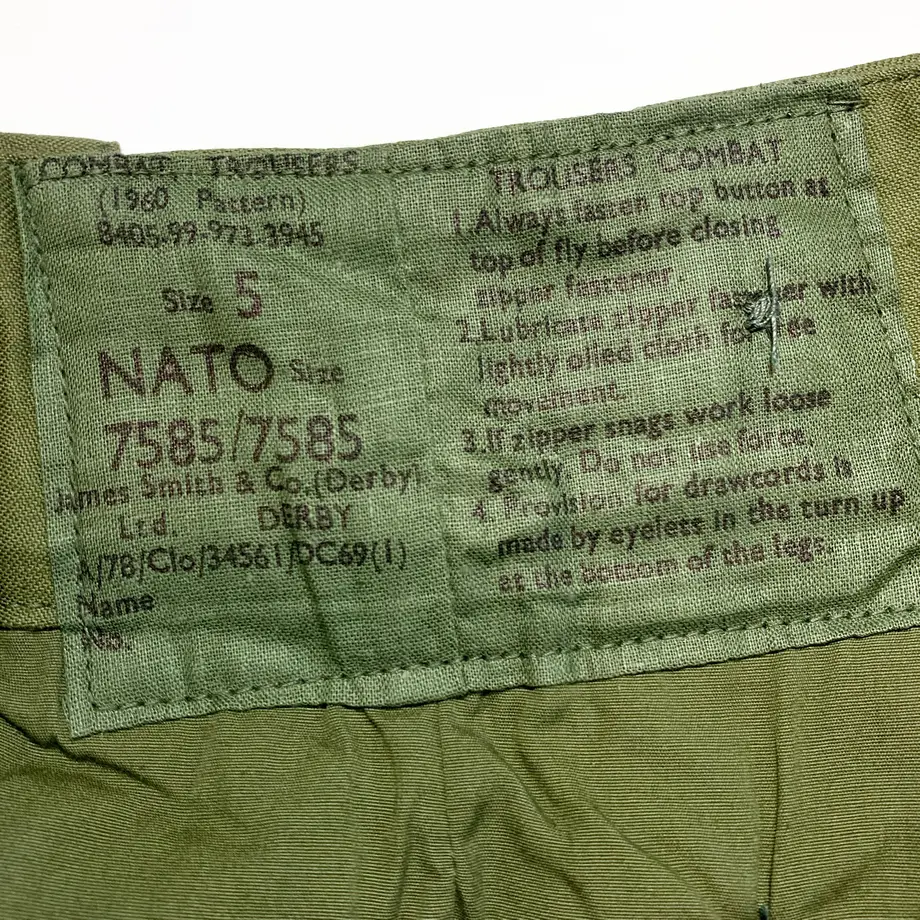 COMBAT TROUSERS
(1960 Pattern)
8405-99-973-3945
Size 5
NATO Size
7585/7585
James Smith & Co.(Derby)
Ltd. DERBY
A/78/Clo/34561/DC69(1)
Name
No.
TROUSERS COMBAT
1.Always fasten top button at
top of fly before closing
zipper fastener.
2.Lubricate zipper fastener with
lightly oiled cloth for free
movement.
3.If zipper snags work loose
gently. Do not use force.
4.Provision for drawcords is
made by eyelets in the turn up
at the bottom of the legs.